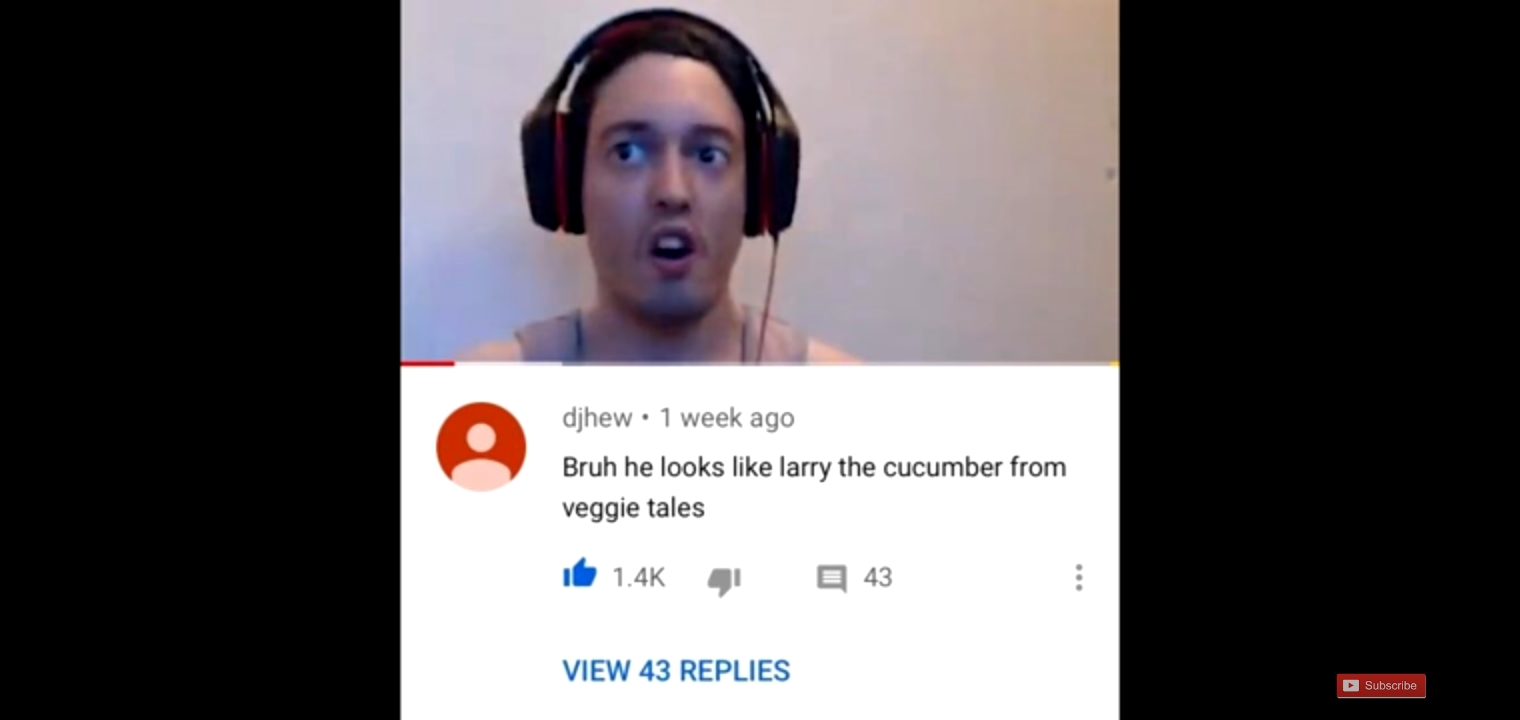 djhew • 1 week ago
Bruh he looks like larry the cucumber from
veggie tales
1.4K 43
VIEW 43 REPLIES
Subscribe